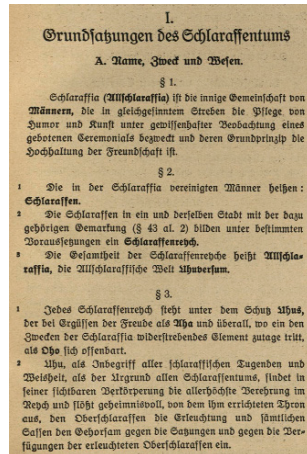 I.
Grundsatzungen des Schlaraffentums
A. Name, Zweck und Wesen.
§ 1.
Schlaraffia (Allschlaraffia) ist die innige Gemeinschaft von
Männern, die in gleichgesinntem Streben die Pflege von
Humor und Kunst unter gewissenhafter Beobachtung eines
gebotenen Ceremonials bezweckt und deren Grundprinzip die
Hochhaltung der Freundschaft ist.
§ 2.
1 Die in der Schlaraffia vereinigten Männer heißen:
Schlaraffen.
2 Die Schlaraffen in ein und derselben Stadt mit der dazu
gehörigen Gemarkung (§ 43 al. 2) bilden unter bestimmten
Voraussetzungen ein Schlaraffenreych.
3 Die Gesamtheit der Schlaraffenreyche heißt Allschla-
raffia, die Allschlaraffische Welt Uhuversum.
§ 3.
1 Jedes Schlaraffenreych steht unter dem Schutz Uhus,
der bei Ergüssen der Freude als Aha und überall, wo ein den
Zwecken der Schlaraffia widerstrebendes Element zutage tritt,
als Oho sich offenbart.
2 Uhu, als Inbegriff aller schlaraffischen Tugenden und
Weisheit, als der Urgrund allen Schlaraffentums, findet in
seiner sichtbaren Verkörperung die allerhöchste Verehrung im
Reych und flößt geheimnisvoll, von dem ihm errichteten Thron
aus, den Oberschlaraffen die Erleuchtung und sämtlichen
Sassen den Gehorsam gegen die Satzungen und gegen die Ver-
fügungen der erleuchteten Oberschlaraffen ein.